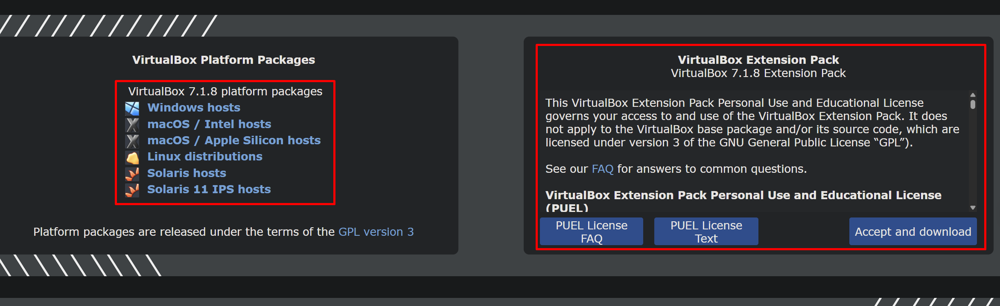 VirtualBox Platform Packages
VirtualBox 7.1.8 platform packages
Windows hosts
macOS / Intel hosts
macOS / Apple Silicon hosts
Linux distributions
Solaris hosts
Solaris 11 IPS hosts
Platform packages are released under the terms of the GPL version 3
VirtualBox Extension Pack
VirtualBox 7.1.8 Extension Pack
This VirtualBox Extension Pack Personal Use and Educational License
governs your access to and use of the VirtualBox Extension Pack. It does
not apply to the VirtualBox base package and/or its source code, which are
licensed under version 3 of the GNU General Public License “GPL”).
See our FAQ for answers to common questions.
VirtualBox Extension Pack Personal Use and Educational License
(PUEL)
PUEL License
FAQ
PUEL License
Text
Accept and download